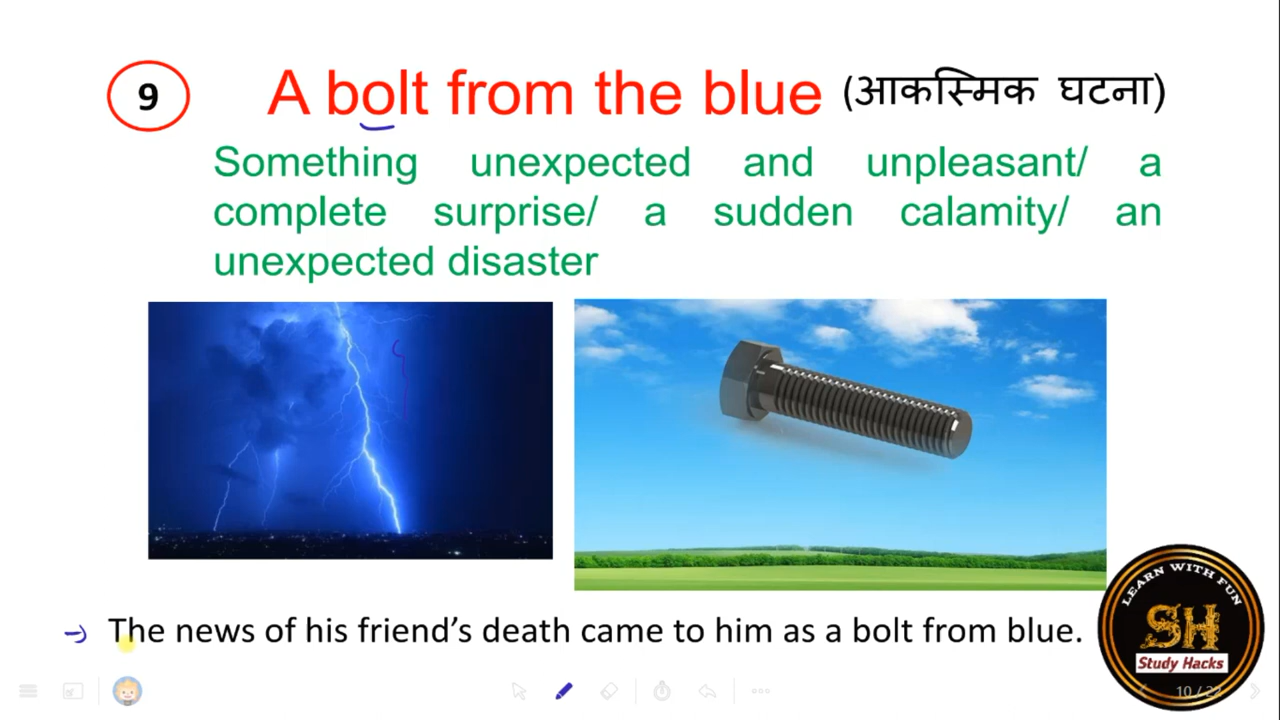 9
A bolt from the blue (आकस्मिक घटना)
Something unexpected and unpleasant/ a
complete surprise/ a sudden calamity/ an
unexpected disaster
The news of his friend’s death came to him as a bolt from blue.
LEARN WITH FUN
SH
Study Hacks